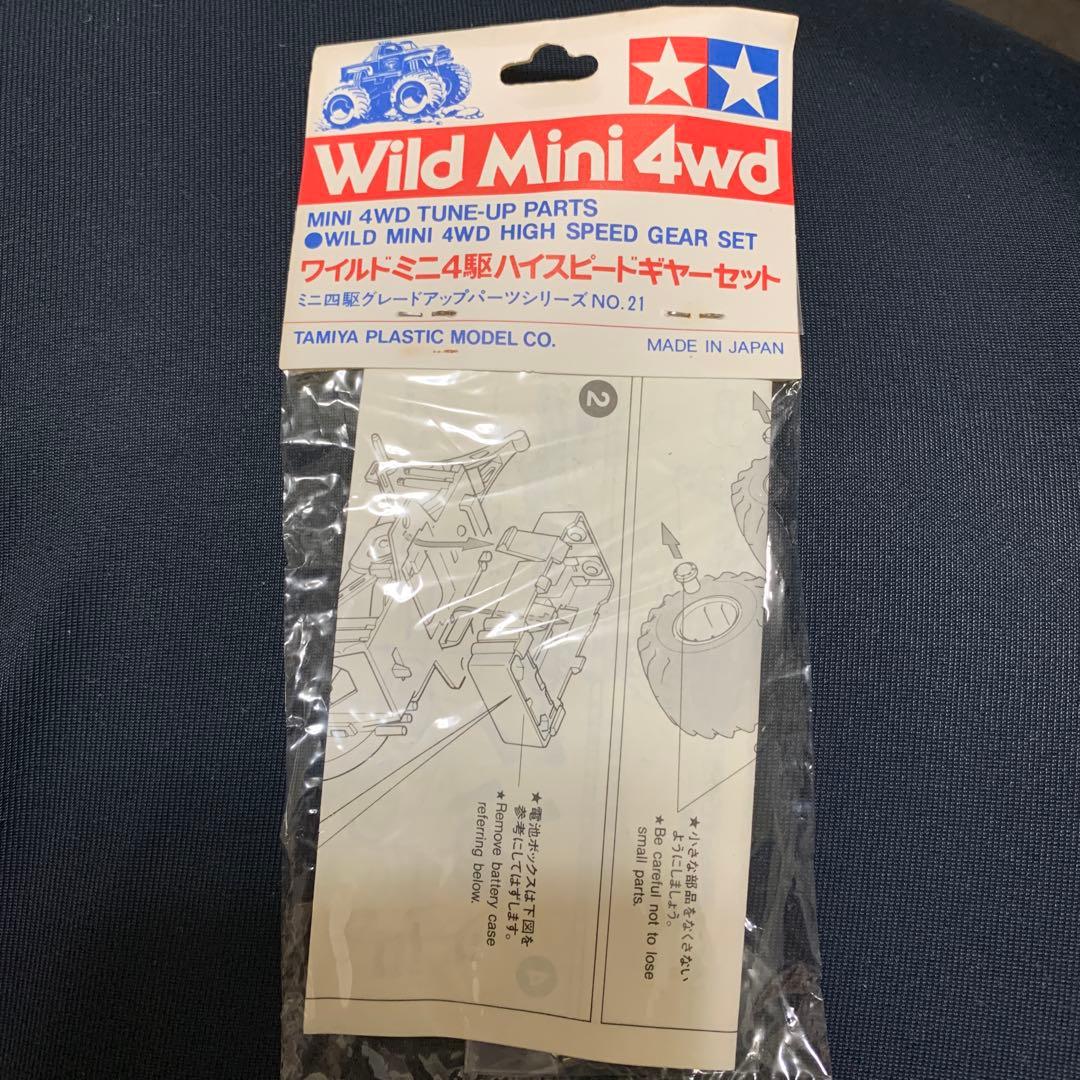 Wild Mini 4wd
MINI 4WD TUNE-UP PARTS
●WILD MINI 4WD HIGH SPEED GEAR SET
ワイルドミニ4駆ハイスピードギヤーセット
ミニ四駆グレードアップパーツシリーズNO.21
TAMIYA PLASTIC MODEL CO.
MADE IN JAPAN
2
★小さな部品をなくさない
ようにしましょう。
★Be careful not to lose
small parts.
★電池ボックスは下図を
参考にしてはずします。
★Remove battery case
referring below.
4